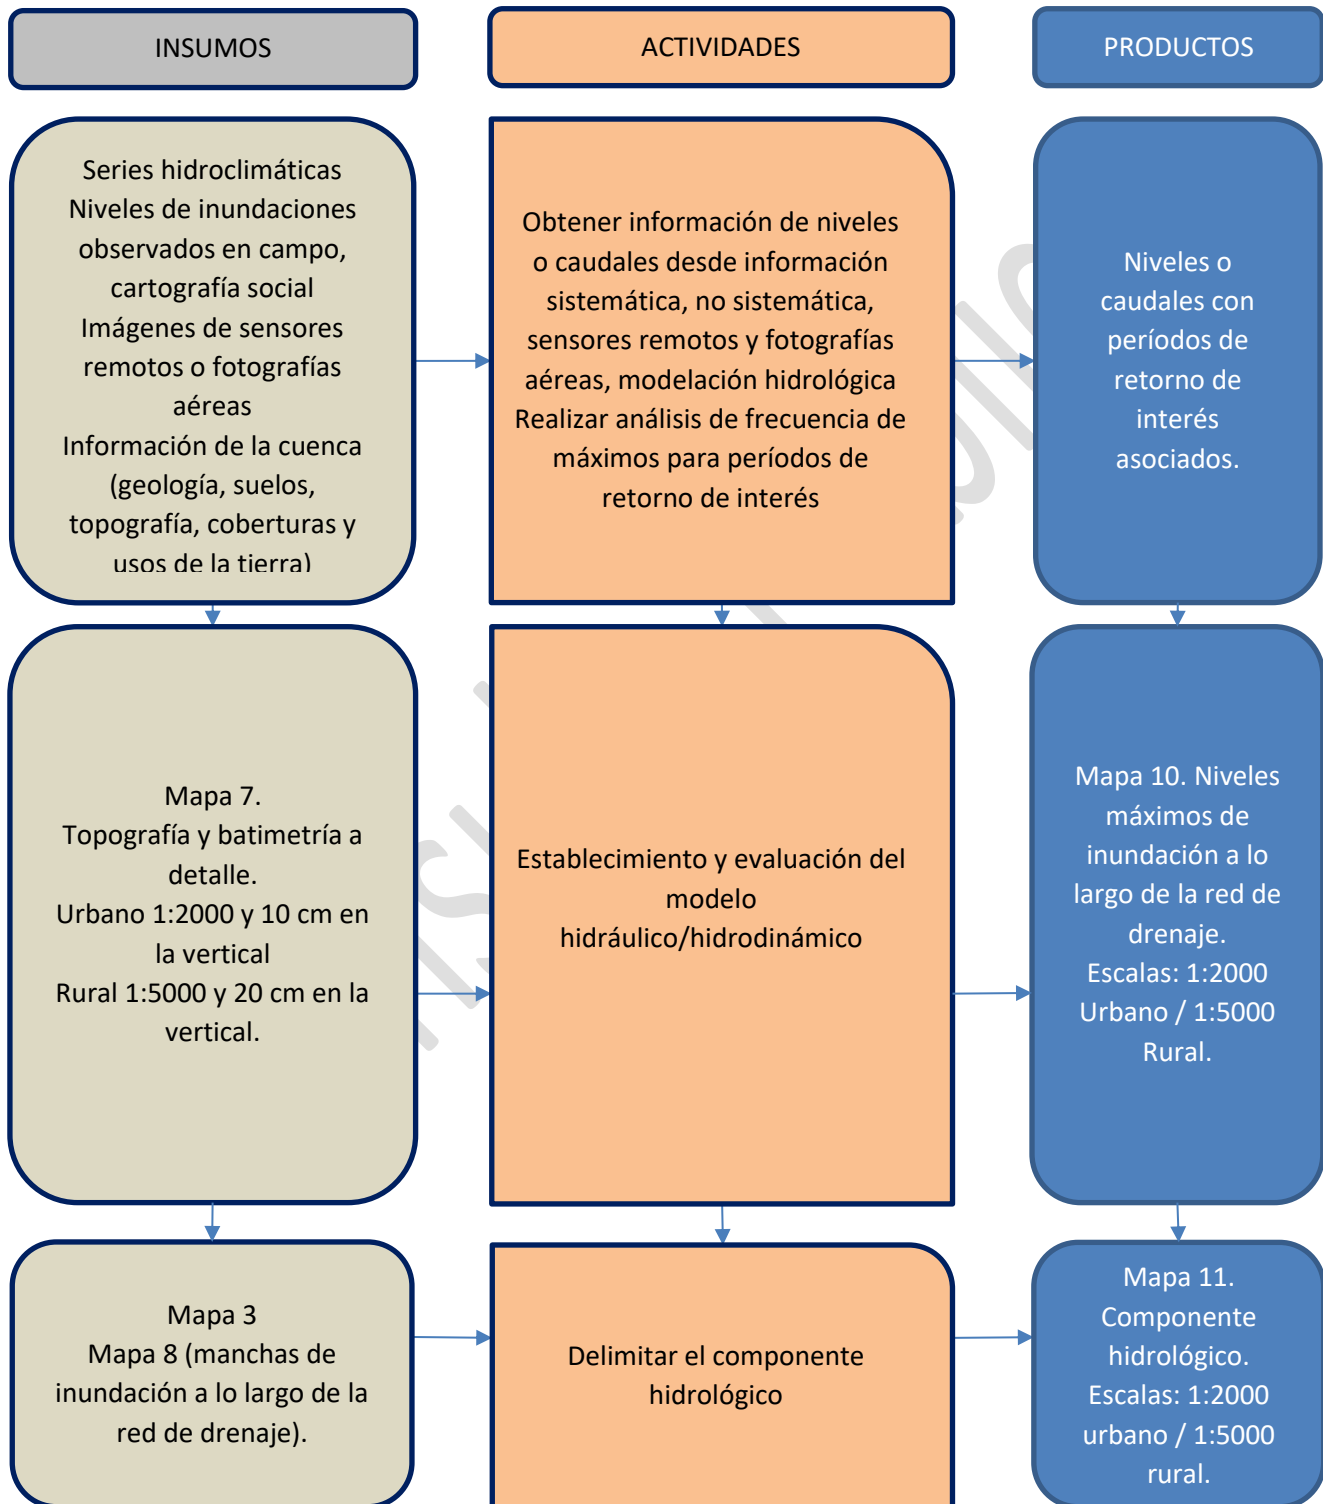 INSUMOS
ACTIVIDADES
PRODUCTOS
Series hidroclimáticas
Niveles de inundaciones
observados en campo,
cartografía social
Imágenes de sensores
remotos o fotografías
aéreas
Información de la cuenca
(geología, suelos,
topografía, coberturas y
usos de la tierra)
Obtener información de niveles
o caudales desde información
sistemática, no sistemática,
sensores remotos y fotografías
aéreas, modelación hidrológica
Realizar análisis de frecuencia de
máximos para períodos de
retorno de interés
Niveles o
caudales con
períodos de
retorno de
interés
asociados.
Mapa 7.
Topografía y batimetría a
detalle.
Urbano 1:2000 y 10 cm en
la vertical
Rural 1:5000 y 20 cm en la
vertical.
Establecimiento y evaluación del
modelo
hidráulico/hidrodinámico
Mapa 10. Niveles
máximos de
inundación a lo
largo de la red de
drenaje.
Escalas: 1:2000
Urbano / 1:5000
Rural.
Mapa 3
Mapa 8 (manchas de
inundación a lo largo de la
red de drenaje).
Delimitar el componente
hidrológico
Mapa 11.
Componente
hidrológico.
Escalas: 1:2000
urbano / 1:5000
rural.